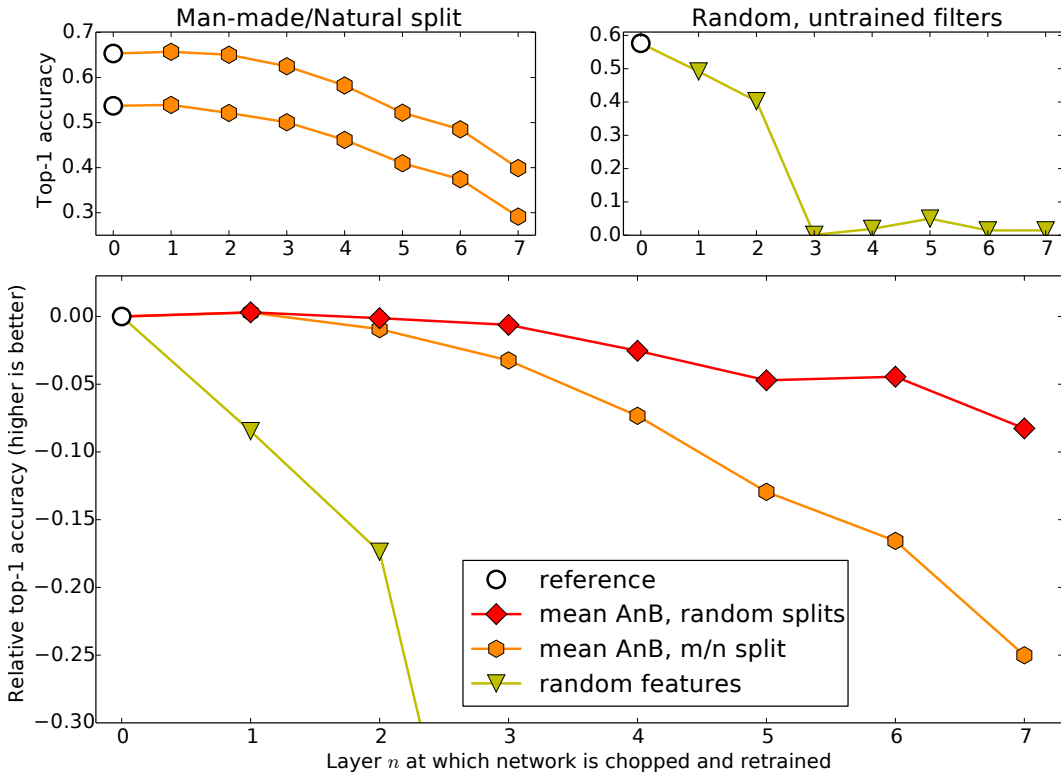 Man-made/Natural split
Top-1 accuracy
0.7
0.6
0.5
0.4
0.3
0 1 2 3 4 5 6 7
Random, untrained filters
0.6
0.5
0.4
0.3
0.2
0.1
0.0
0 1 2 3 4 5 6 7
Relative top-1 accuracy (higher is better)
0.00
−0.05
−0.10
−0.15
−0.20
−0.25
−0.30
reference
mean AnB, random splits
mean AnB, m/n split
random features
0 1 2 3 4 5 6 7
Layer n at which network is chopped and retrained